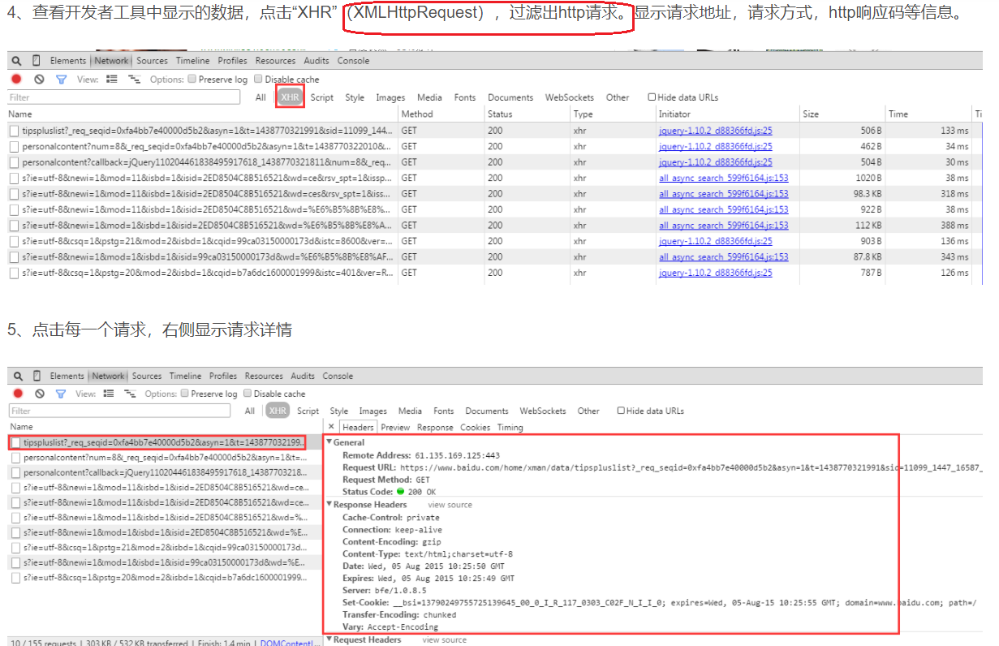 4、查看开发者工具中显示的数据，点击“XHR”（XMLHttpRequest），过滤出http请求。显示请求地址，请求方式，http响应码等信息。
Elements Network Sources Timeline Profiles Resources Audits Console
View: Options: Preserve log Disable cache
Filter All XHR Script Style Images Media Fonts Documents WebSockets Other Hide data URLs
Name Method Status Type Initiator Size Time Ti
tipspluslist?_req_seqid=0xfa4bb7e40000d5b2&asyn=1&t=1438770321991&sid=11099_144... GET 200 xhr jquery-1.10.2_d88366fd.js:25 506 B 133 ms
personalcontent?num=8&_req_seqid=0xfa4bb7e40000d5b2&asyn=1&t=1438770322010&... GET 200 xhr jquery-1.10.2_d88366fd.js:25 462 B 34 ms
personalcontent?callback=jQuery110204461838495917618_1438770321811&num=8&_req... GET 200 xhr jquery-1.10.2_d88366fd.js:25 504 B 30 ms
s?ie=utf-8&newi=1&mod=11&isbd=1&isid=2ED8504C8B516521&wd=ce&rsv_spt=1&issp... GET 200 xhr all_async_search_599f6164.js:153 1020 B 38 ms
s?ie=utf-8&newi=1&mod=11&isbd=1&isid=2ED8504C8B516521&wd=ces&rsv_spt=1&iss... GET 200 xhr all_async_search_599f6164.js:153 98.3 KB 318 ms
s?ie=utf-8&newi=1&mod=11&isbd=1&isid=2ED8504C8B516521&wd=%E6%B5%8B%E8%... GET 200 xhr all_async_search_599f6164.js:153 922 B 38 ms
s?ie=utf-8&newi=1&mod=1&isbd=1&isid=2ED8504C8B516521&wd=%E6%B5%8B%E8%A... GET 200 xhr all_async_search_599f6164.js:153 112 KB 388 ms
s?ie=utf-8&csq=1&pstg=21&mod=2&isbd=1&cqid=99ca03150000173d&istc=8600&ver=... GET 200 xhr jquery-1.10.2_d88366fd.js:25 903 B 136 ms
s?ie=utf-8&newi=1&mod=1&isbd=1&isid=99ca03150000173d&wd=%E6%B5%8B%E8%AF... GET 200 xhr all_async_search_599f6164.js:153 87.8 KB 343 ms
s?ie=utf-8&csq=1&pstg=20&mod=2&isbd=1&cqid=b7a6dc1600001999&istc=401&ver=R... GET 200 xhr jquery-1.10.2_d88366fd.js:25 787 B 126 ms
5、点击每一个请求，右侧显示请求详情
Elements Network Sources Timeline Profiles Resources Audits Console
View: Options: Preserve log Disable cache
Filter All XHR Script Style Images Media Fonts Documents WebSockets Other Hide data URLs
Name × Headers Preview Response Cookies Timing
tipspluslist?_req_seqid=0xfa4bb7e40000d5b2&asyn=1&t=143877032199...
personalcontent?num=8&_req_seqid=0xfa4bb7e40000d5b2&asyn=1&t=...
personalcontent?callback=jQuery110204461838495917618_14387703218...
s?ie=utf-8&newi=1&mod=11&isbd=1&isid=2ED8504C8B516521&wd=ce...
s?ie=utf-8&newi=1&mod=11&isbd=1&isid=2ED8504C8B516521&wd=ce...
s?ie=utf-8&newi=1&mod=11&isbd=1&isid=2ED8504C8B516521&wd=%...
s?ie=utf-8&newi=1&mod=1&isbd=1&isid=2ED8504C8B516521&wd=%E...
s?ie=utf-8&csq=1&pstg=21&mod=2&isbd=1&cqid=99ca03150000173d...
s?ie=utf-8&newi=1&mod=1&isbd=1&isid=99ca03150000173d&wd=%E...
s?ie=utf-8&csq=1&pstg=20&mod=2&isbd=1&cqid=b7a6dc1600001999...
General
Remote Address: 61.135.169.125:443
Request URL: https://www.baidu.com/home/xman/data/tipspluslist?_req_seqid=0xfa4bb7e40000d5b2&asyn=1&t=1438770321991&sid=11099_1447_16587_
Request Method: GET
Status Code: 200 OK
Response Headers view source
Cache-Control: private
Connection: keep-alive
Content-Encoding: gzip
Content-Type: text/html;charset=utf-8
Date: Wed, 05 Aug 2015 10:25:50 GMT
Expires: Wed, 05 Aug 2015 10:25:49 GMT
Server: bfe/1.0.8.5
Set-Cookie: __bsi=13790249755725139645_00_0_I_R_117_0303_C02F_N_I_I_0; expires=Wed, 05-Aug-15 10:25:55 GMT; domain=www.baidu.com; path=/
Transfer-Encoding: chunked
Vary: Accept-Encoding
Request Headers view source
10 / 155 requests | 303 KB / 532 KB transferred | Finish: 1.4 min | DOMContentL...